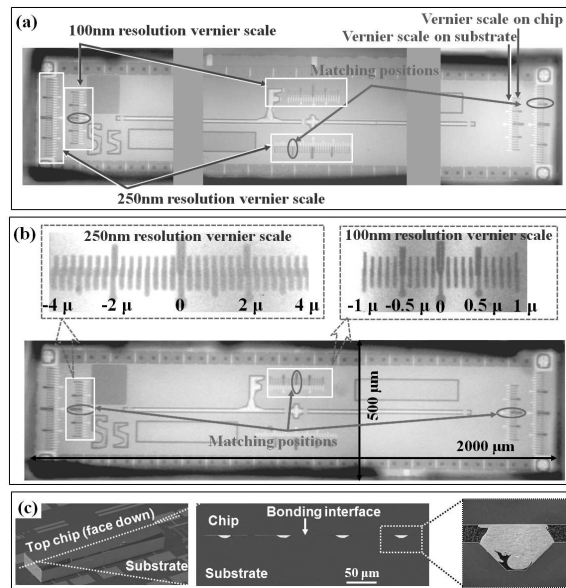 (a)
100nm resolution vernier scale
Vernier scale on chip
Vernier scale on substrate
Matching positions
250nm resolution vernier scale
(b)
250nm resolution vernier scale
100nm resolution vernier scale
-4 µ -2 µ 0 2 µ 4 µ
-1 µ -0.5 µ 0 0.5 µ 1 µ
500 µm
Matching positions
2000 µm
(c)
Top chip (face down)
Substrate
Chip
Bonding interface
Substrate
50 µm